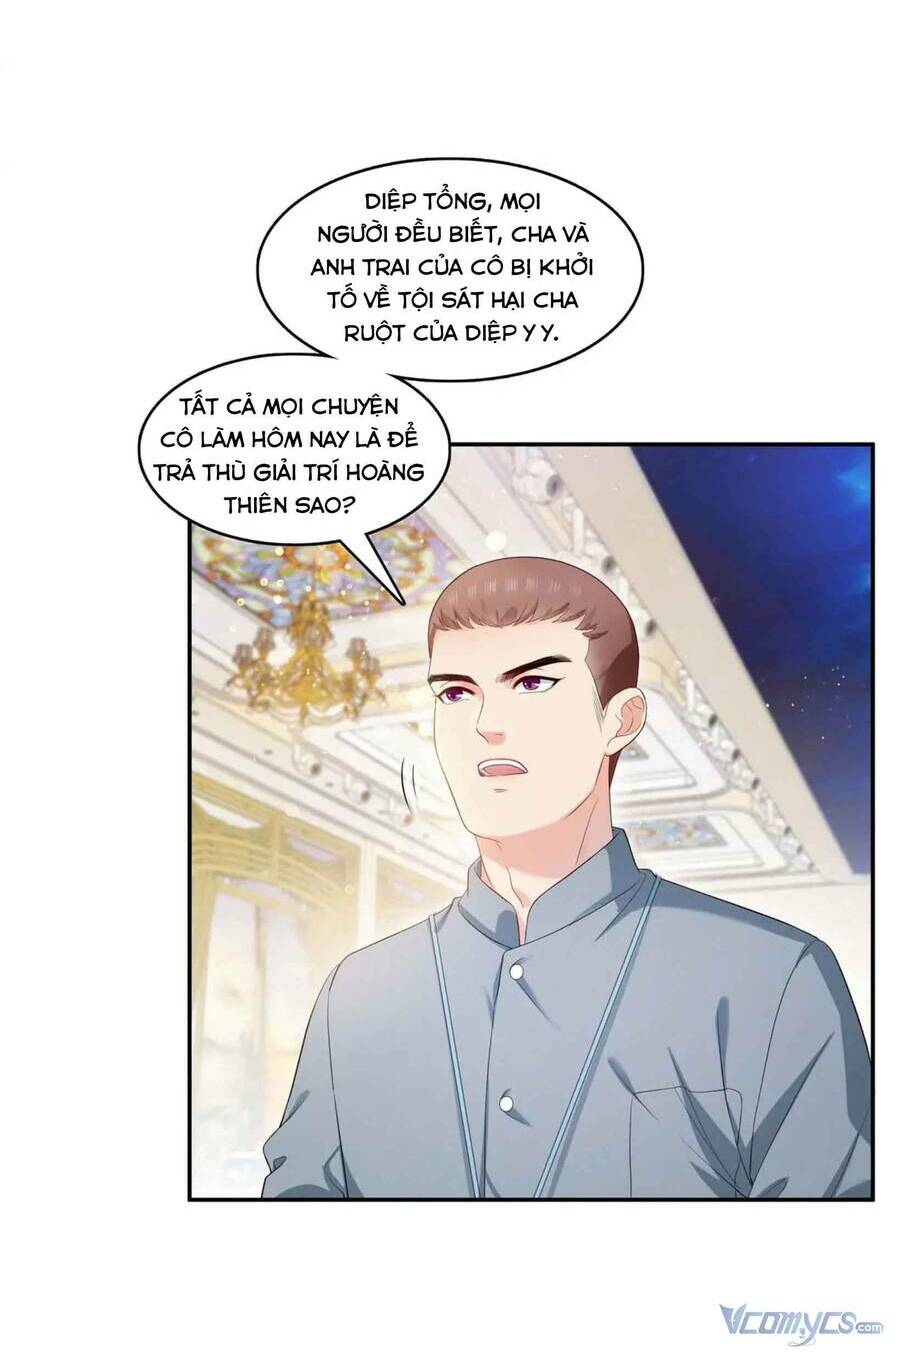 DIỆP TỔNG, MỌI
NGƯỜI ĐỀU BIẾT, CHA VÀ
ANH TRAI CỦA CÔ BỊ KHỞI
TỐ VỀ TỘI SÁT HẠI CHA
RUỘT CỦA DIỆP Y Y.
TẤT CẢ MỌI CHUYỆN
CÔ LÀM HÔM NAY LÀ ĐỂ
TRẢ THÙ GIẢI TRÍ HOÀNG
THIÊN SAO?
VCOMYCS.com